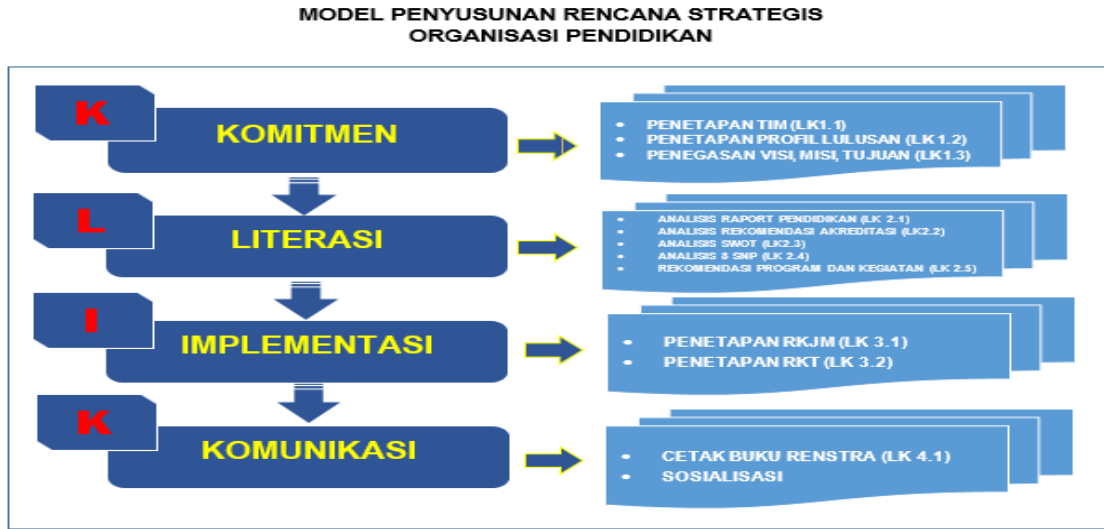 MODEL PENYUSUNAN RENCANA STRATEGIS
ORGANISASI PENDIDIKAN
K
KOMITMEN
• PENETAPAN TIM (LK1.1)
• PENETAPAN PROFIL LULUSAN (LK 1.2)
• PENEGASAN VISI, MISI, TUJUAN (LK1.3)
L
LITERASI
• ANALISIS RAPORT PENDIDIKAN (LK 2.1)
• ANALISIS REKOMENDASI AKREDITASI (LK2.2)
• ANALISIS SWOT (LK2.3)
• ANALISIS 8 SNP (LK 2.4)
• REKOMENDASI PROGRAM DAN KEGIATAN (LK 2.5)
I
IMPLEMENTASI
• PENETAPAN RKJM (LK 3.1)
• PENETAPAN RKT (LK 3.2)
K
KOMUNIKASI
• CETAK BUKU RENSTRA (LK 4.1)
• SOSIALISASI